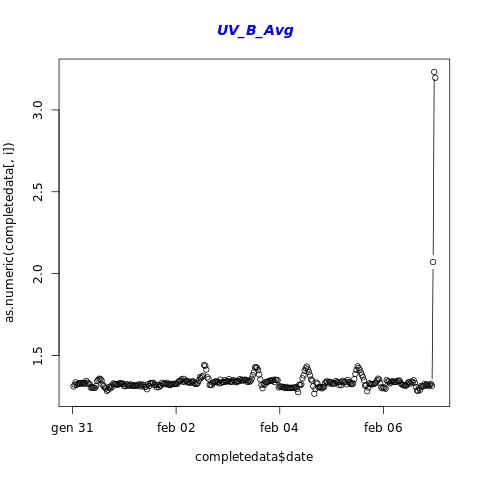 UV_B_Avg
as.numeric(completedata[, i])
3.0
2.5
2.0
1.5
gen 31
feb 02
feb 04
feb 06
completedata$date